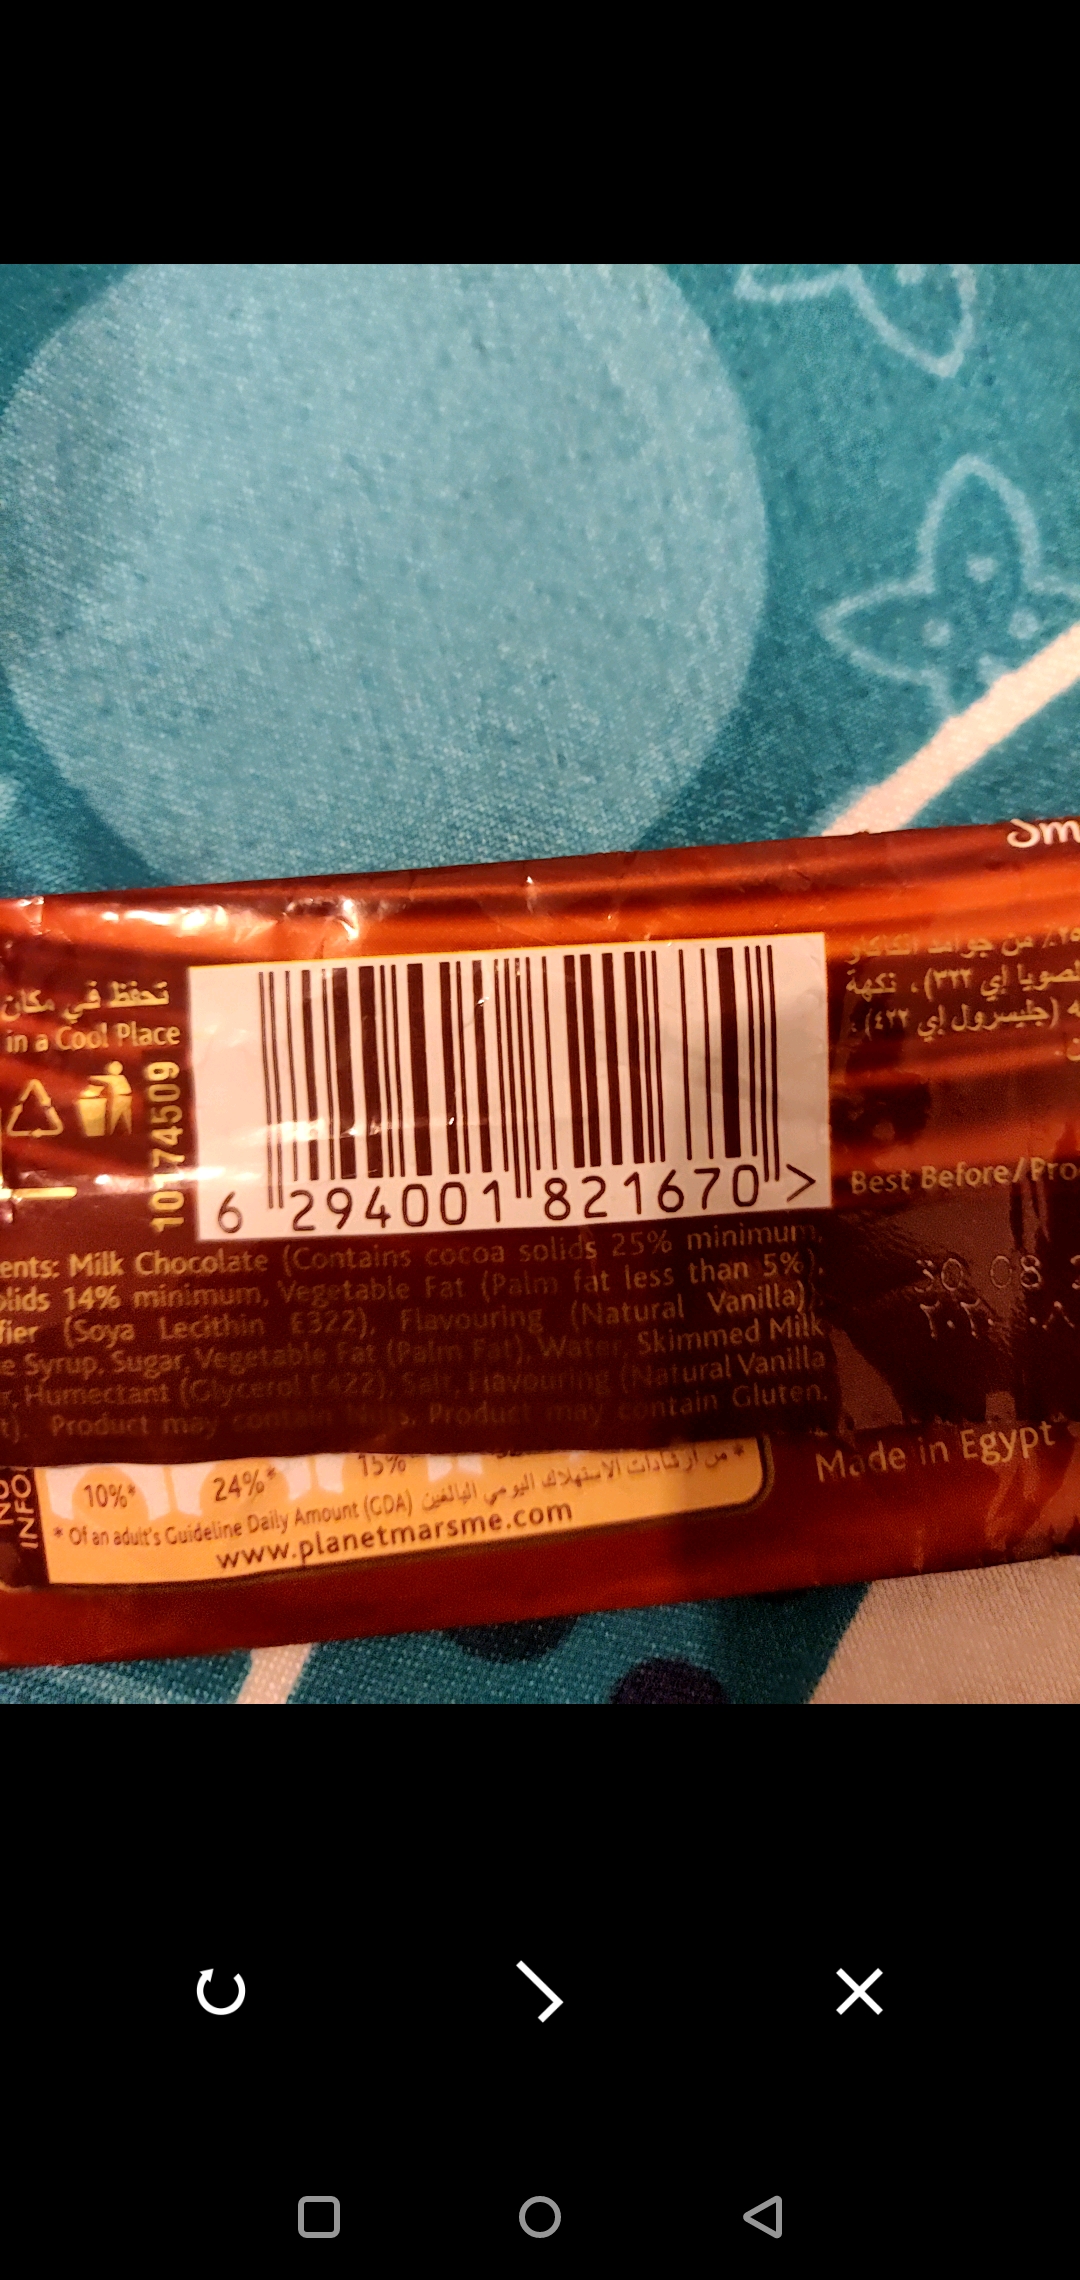 Sm
٢٥٪ من جوامد الكاكاو
تحفظ في مكان
الصويا إي ٣٢٢)، نكهة
in a Cool Place
(جليسرول إي ٤٢٢)،
10174509
6 294001 821670 >
Best Before/Pro
ents: Milk Chocolate (Contains cocoa solids 25% minimum,
olids 14% minimum, Vegetable Fat (Palm fat less than 5%),
fier (Soya Lecithin E322), Flavouring (Natural Vanilla)),
e Syrup, Sugar, Vegetable Fat (Palm Fat), Water, Skimmed Milk
r, Humectant (Glycerol E422), Salt, Flavouring (Natural Vanilla
t). Product may contain Nuts. Product may contain Gluten.
30 08
Made in Egypt
INFO
10%* 24%* 15%
* من ارشادات الاستهلاك اليومي للبالغين
* Of an adult's Guideline Daily Amount (GDA)
www.planetmarsme.com